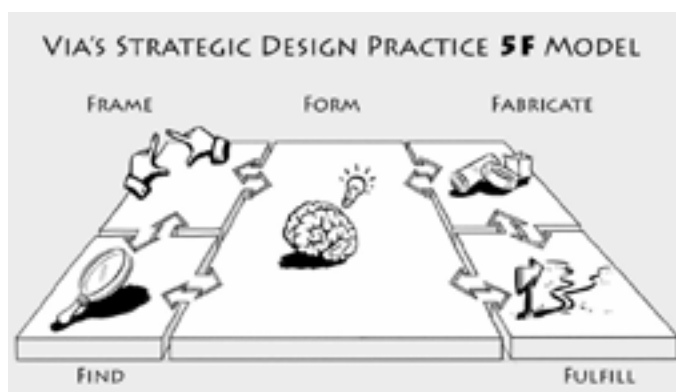 VIA'S STRATEGIC DESIGN PRACTICE 5F MODEL
FRAME FORM FABRICATE
FIND FULFILL